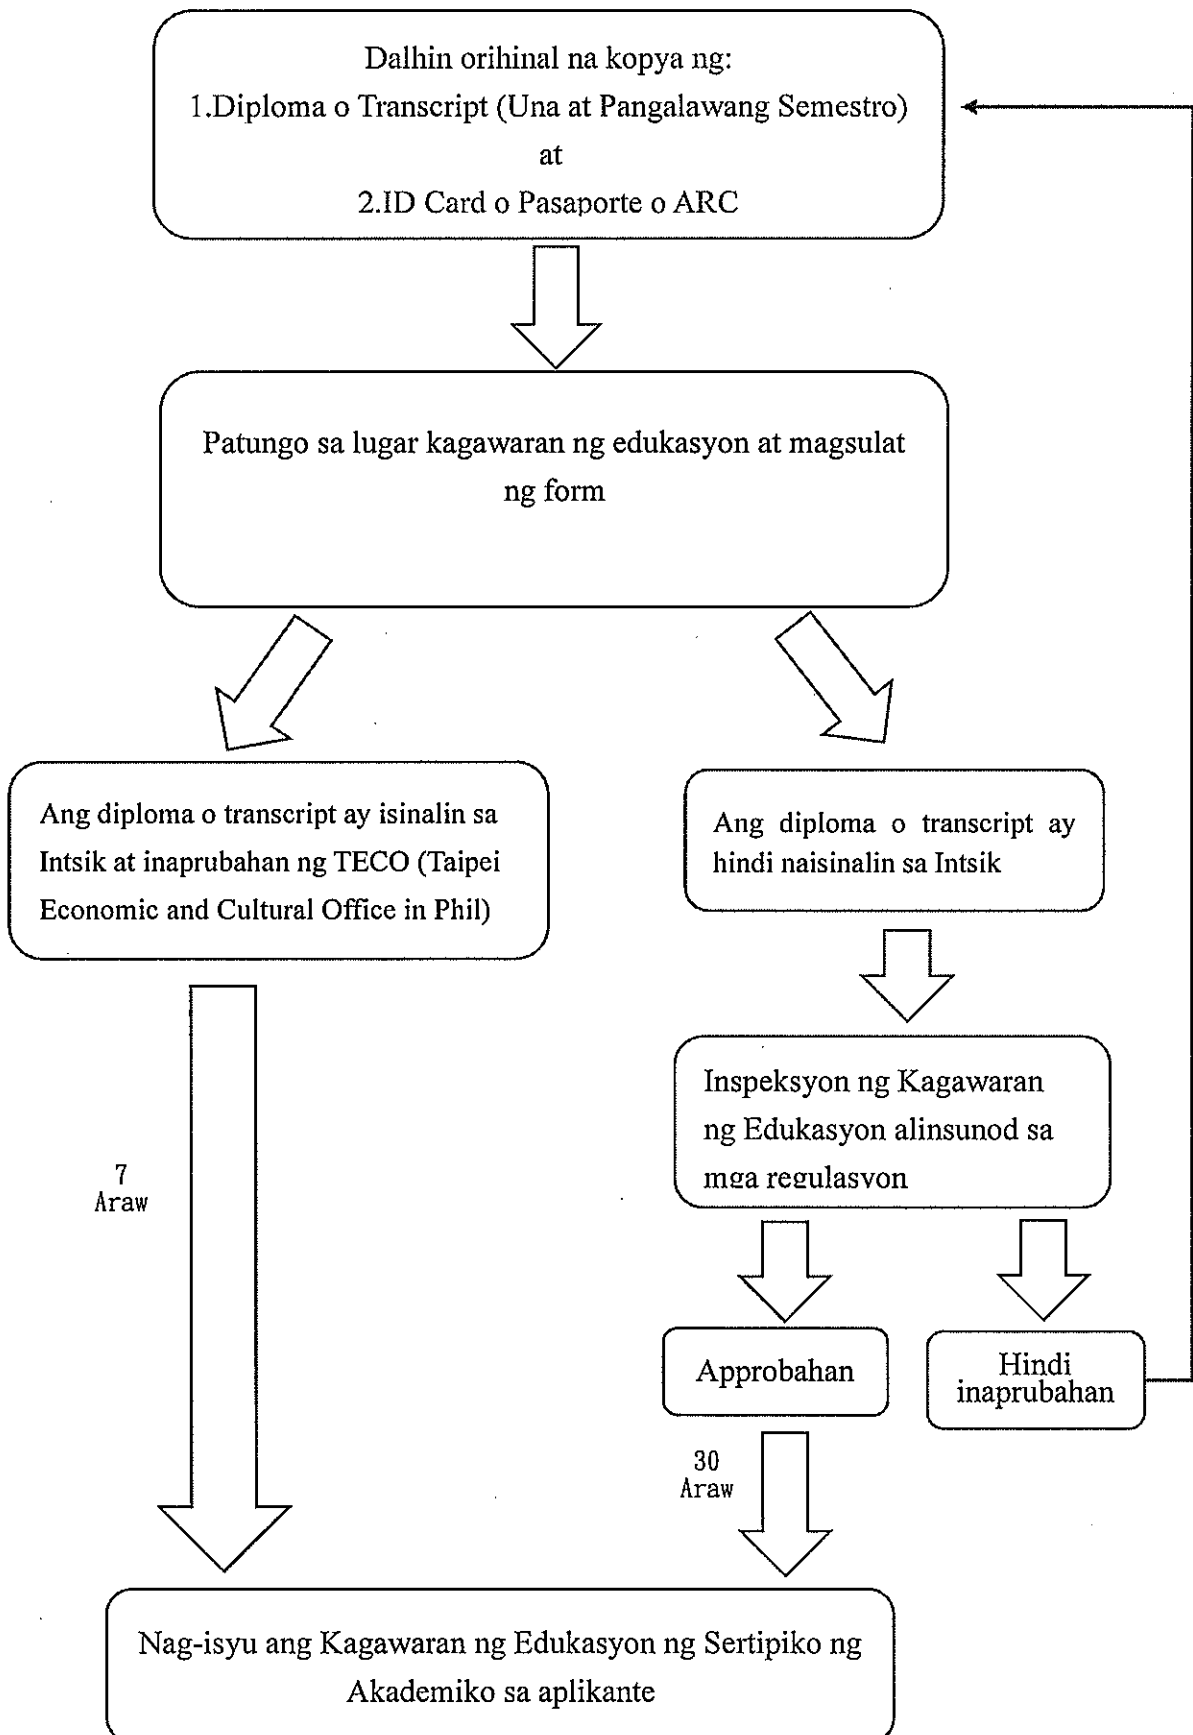 Dalhin orihinal na kopya ng:
1.Diploma o Transcript (Una at Pangalawang Semestro)
at
2.ID Card o Pasaporte o ARC
Patungo sa lugar kagawaran ng edukasyon at magsulat
ng form
Ang diploma o transcript ay isinalin sa
Intsik at inaprubahan ng TECO (Taipei
Economic and Cultural Office in Phil)
Ang diploma o transcript ay
hindi naisinalin sa Intsik
Inspeksyon ng Kagawaran
ng Edukasyon alinsunod sa
mga regulasyon
7
Araw
Approbahan
Hindi
inaprubahan
30
Araw
Nag-isyu ang Kagawaran ng Edukasyon ng Sertipiko ng
Akademiko sa aplikante